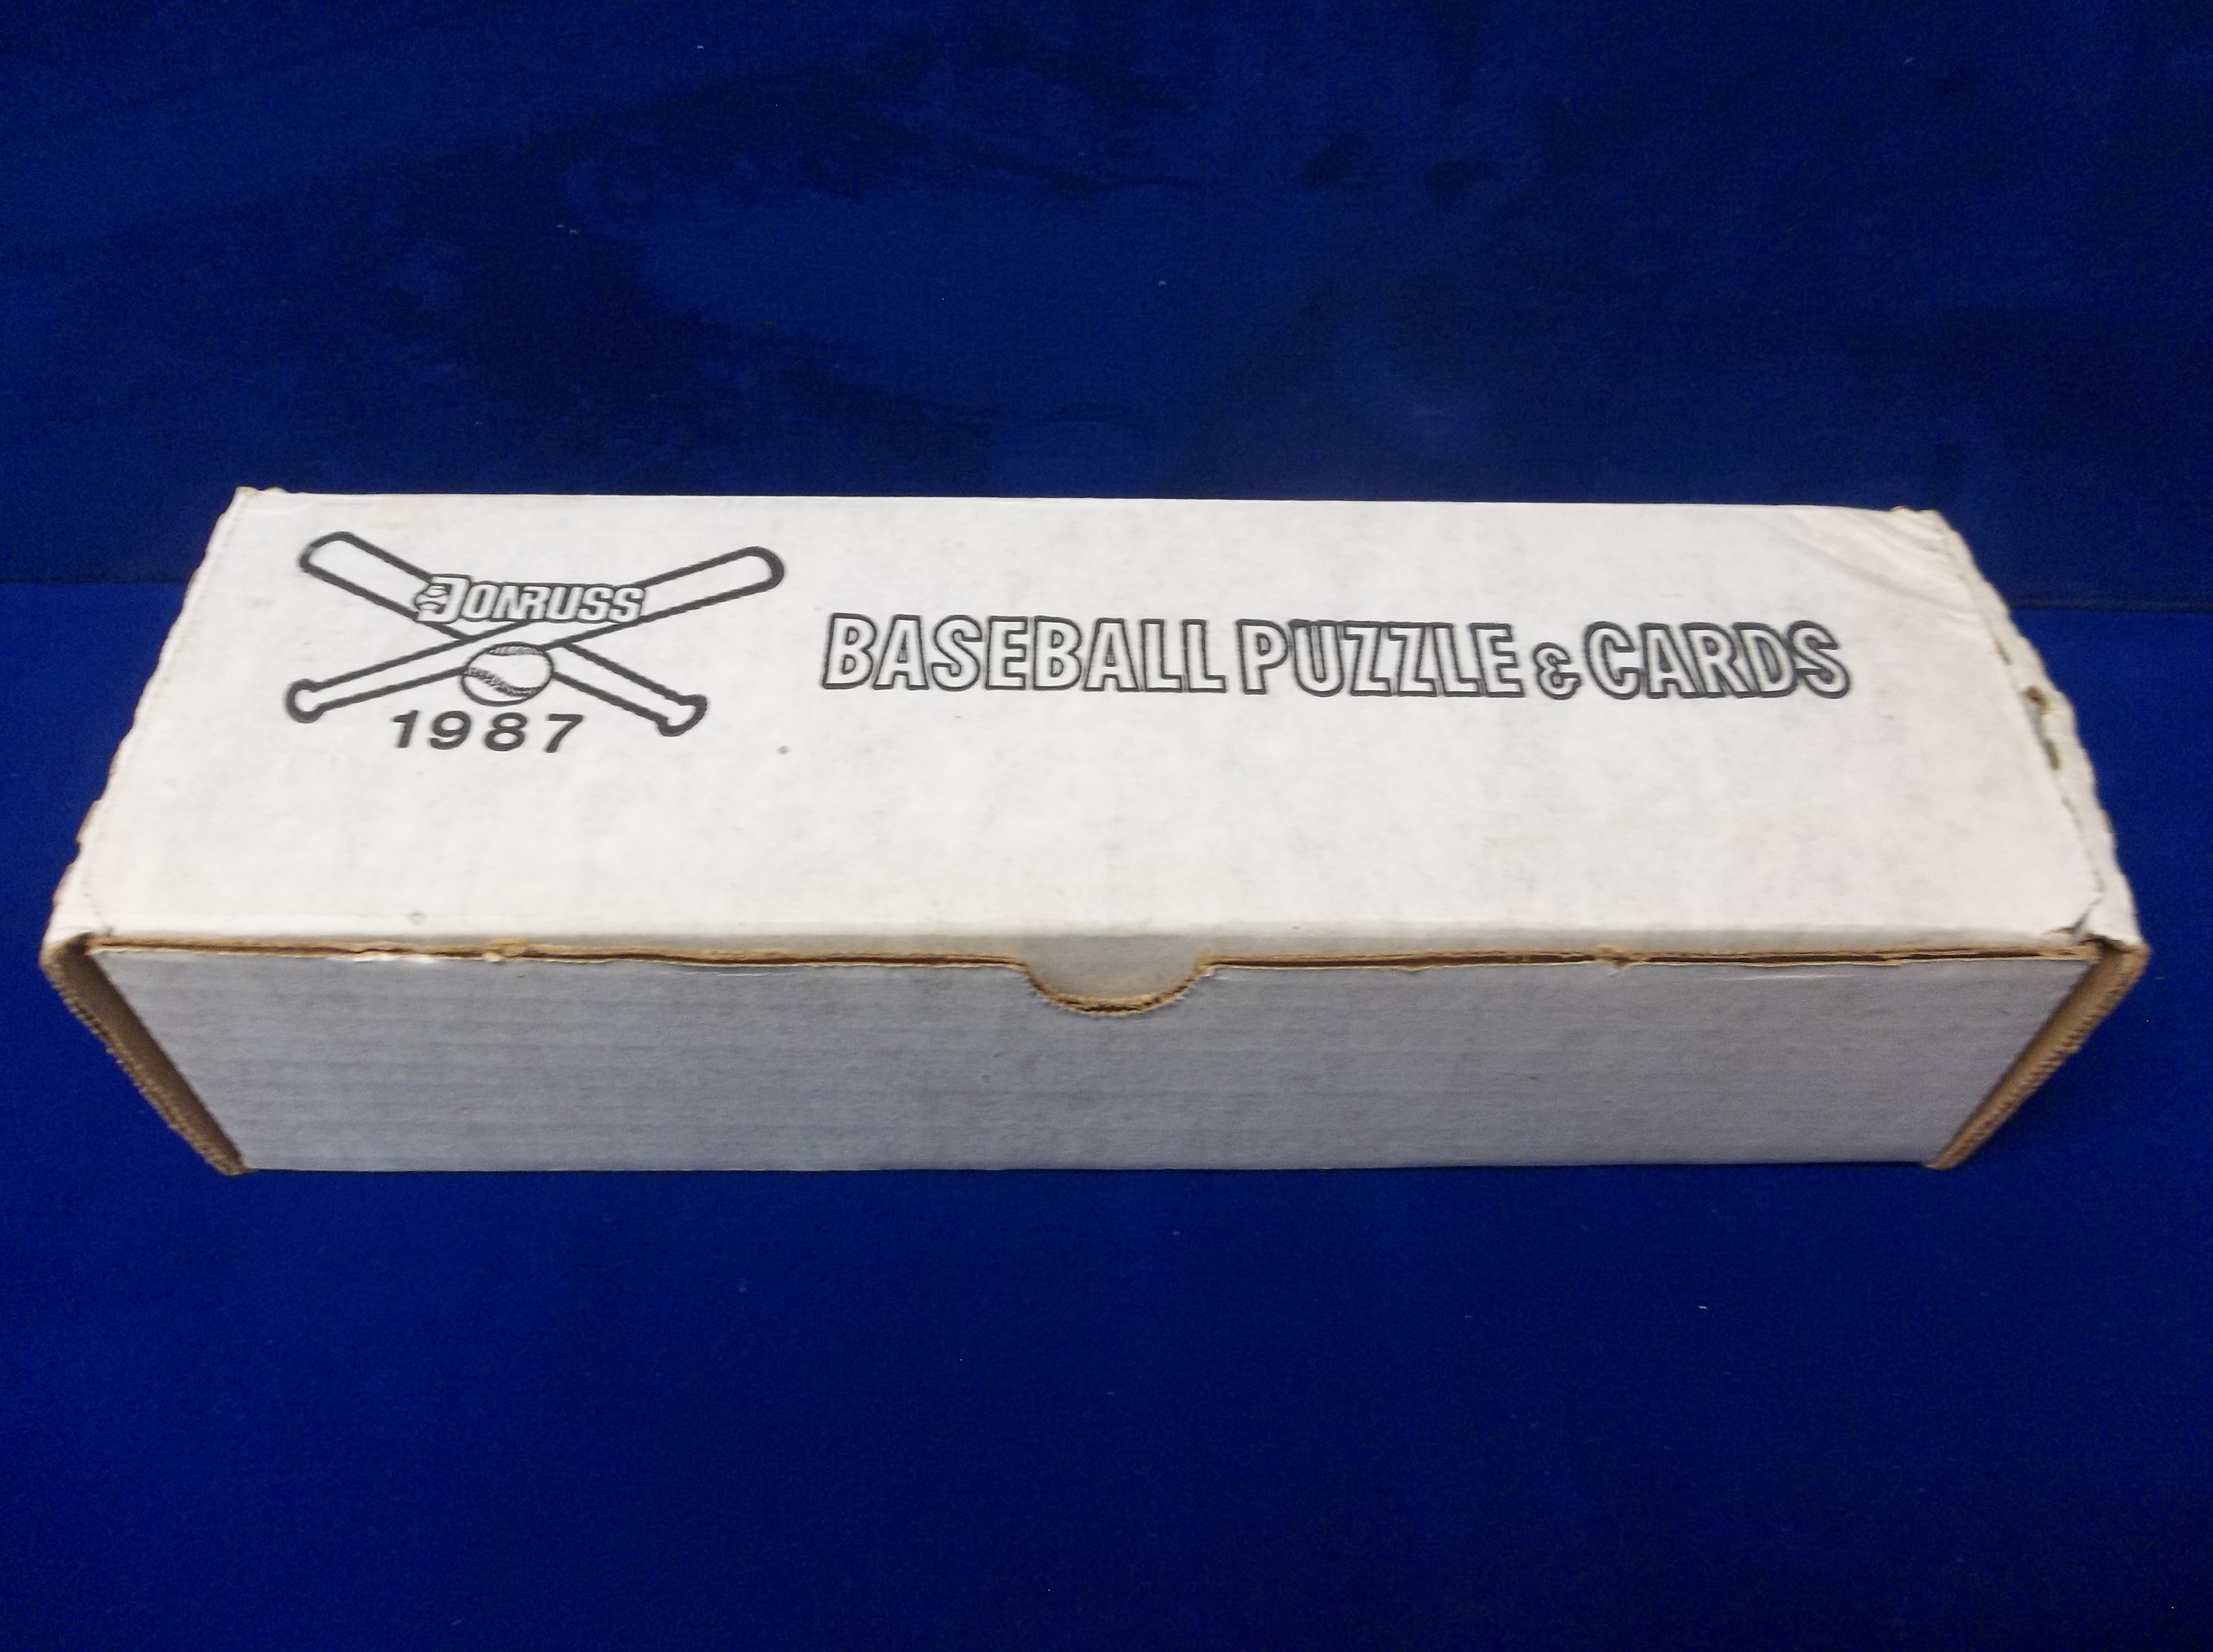 DONRUSS
1987
BASEBALL PUZZLE & CARDS